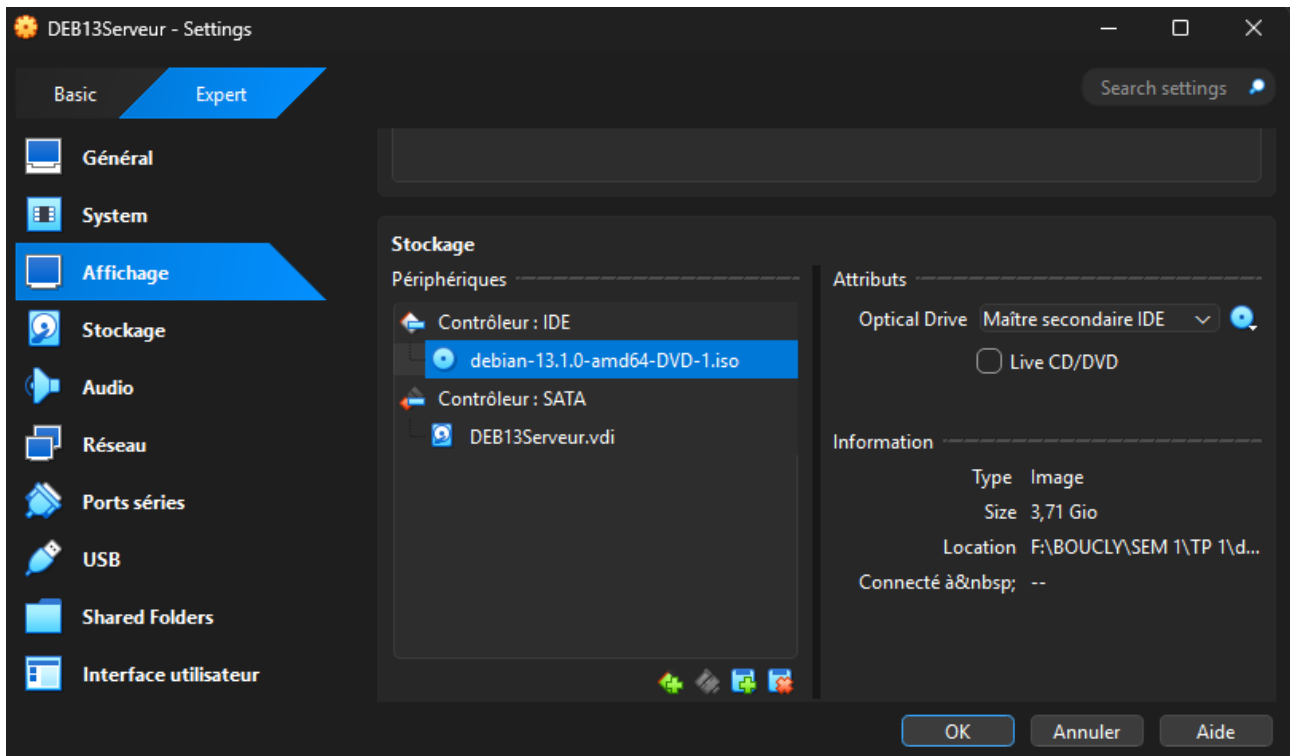 DEB13Serveur - Settings
Basic
Expert
Search settings
Général
System
Affichage
Stockage
Audio
Réseau
Ports séries
USB
Shared Folders
Interface utilisateur
Stockage
Périphériques
Contrôleur : IDE
debian-13.1.0-amd64-DVD-1.iso
Contrôleur : SATA
DEB13Serveur.vdi
Attributs
Optical Drive Maître secondaire IDE
Live CD/DVD
Information
Type Image
Size 3,71 Gio
Location F:\BOUCLY\SEM 1\TP 1\d...
Connecté à&nbsp; --
OK
Annuler
Aide